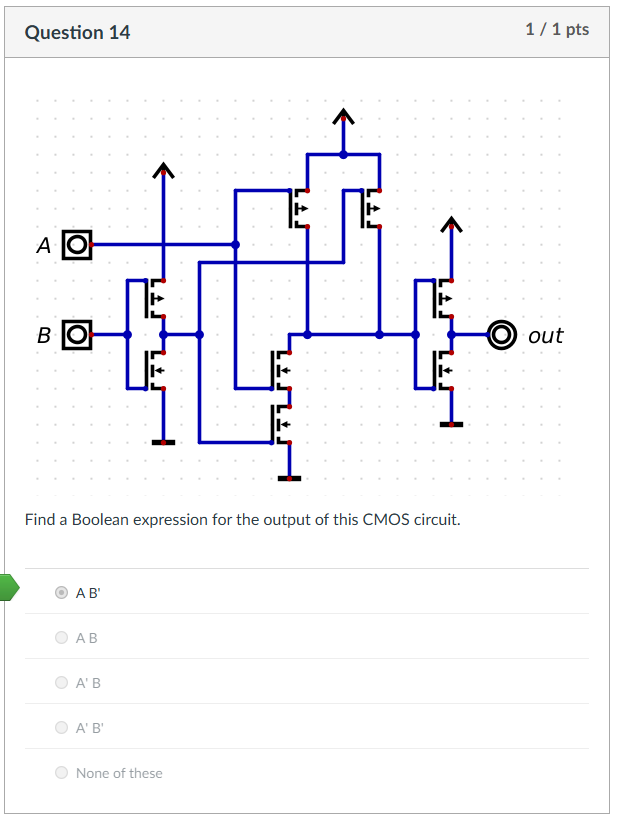 Question 14
1 / 1 pts
A
B
out
Find a Boolean expression for the output of this CMOS circuit.
A B'
A B
A' B
A' B'
None of these